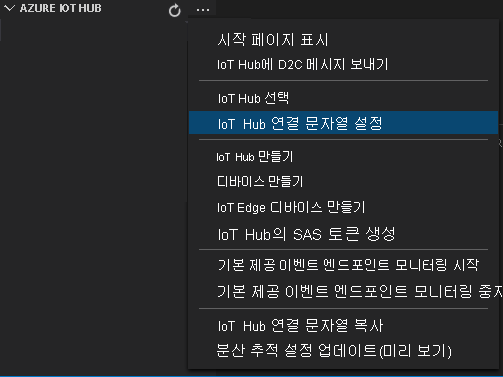 AZURE IOT HUB
시작 페이지 표시
IoT Hub에 D2C 메시지 보내기
IoT Hub 선택
IoT Hub 연결 문자열 설정
IoT Hub 만들기
디바이스 만들기
IoT Edge 디바이스 만들기
IoT Hub의 SAS 토큰 생성
기본 제공 이벤트 엔드포인트 모니터링 시작
기본 제공 이벤트 엔드포인트 모니터링 중지
IoT Hub 연결 문자열 복사
분산 추적 설정 업데이트(미리 보기)